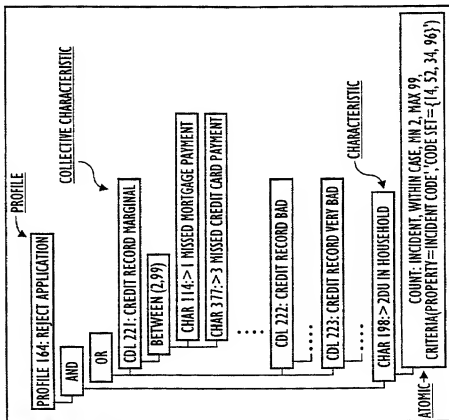 PROFILE
PROFILE 164: REJECT APPLICATION
AND
OR
COLLECTIVE CHARACTERISTIC
CDL 221: CREDIT RECORD MARGINAL
BETWEEN (2,99)
CHAR 114:> 1 MISSED MORTGAGE PAYMENT
CHAR 377:> 3 MISSED CREDIT CARD PAYMENT
CDL 222: CREDIT RECORD BAD
CDL 223: CREDIT RECORD VERY BAD
CHARACTERISTIC
CHAR 198:> 2DU IN HOUSEHOLD
ATOMIC
COUNT: INCIDENT, WITHIN CASE, MN 2, MAX 99,
CRITERIA(PROPERTY='INCIDENT CODE','CODE SET={14, 52, 34, 96}')